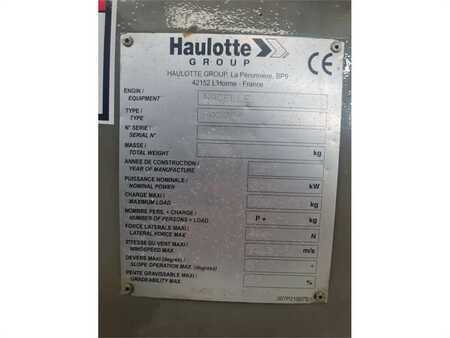 Haulotte
GROUP
CE
HAULOTTE GROUP, La Péronnière, BP9
42152 L'Horme - France
ENGIN /
EQUIPMENT
NACELLE
TYPE /
TYPE
N° SERIE /
SERIAL N°
MASSE /
TOTAL WEIGHT
kg
ANNEE DE CONSTRUCTION /
YEAR OF MANUFACTURE
PUISSANCE NOMINALE /
NOMINAL POWER
kW
CHARGE MAXI /
MAXIMUM LOAD
kg
NOMBRE PERS. + CHARGE /
NUMBER OF PERSONS + LOAD
P + kg
FORCE LATERALE MAXI /
LATERAL FORCE MAX
N
VITESSE DU VENT MAXI /
WINDSPEED MAX
m/s
DEVERS MAXI (degrés) /
SLOPE OPERATION MAX. (degrees)
°
PENTE GRAVISSABLE MAXI /
GRADEABILITY MAX
%